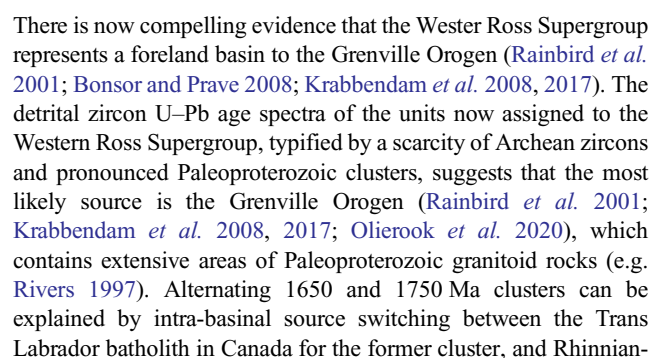 There is now compelling evidence that the Wester Ross Supergroup
represents a foreland basin to the Grenville Orogen (Rainbird et al.
2001; Bonsor and Prave 2008; Krabbendam et al. 2008, 2017). The
detrital zircon U–Pb age spectra of the units now assigned to the
Western Ross Supergroup, typified by a scarcity of Archean zircons
and pronounced Paleoproterozoic clusters, suggests that the most
likely source is the Grenville Orogen (Rainbird et al. 2001;
Krabbendam et al. 2008, 2017; Olierook et al. 2020), which
contains extensive areas of Paleoproterozoic granitoid rocks (e.g.
Rivers 1997). Alternating 1650 and 1750 Ma clusters can be
explained by intra-basinal source switching between the Trans
Labrador batholith in Canada for the former cluster, and Rhinnian-